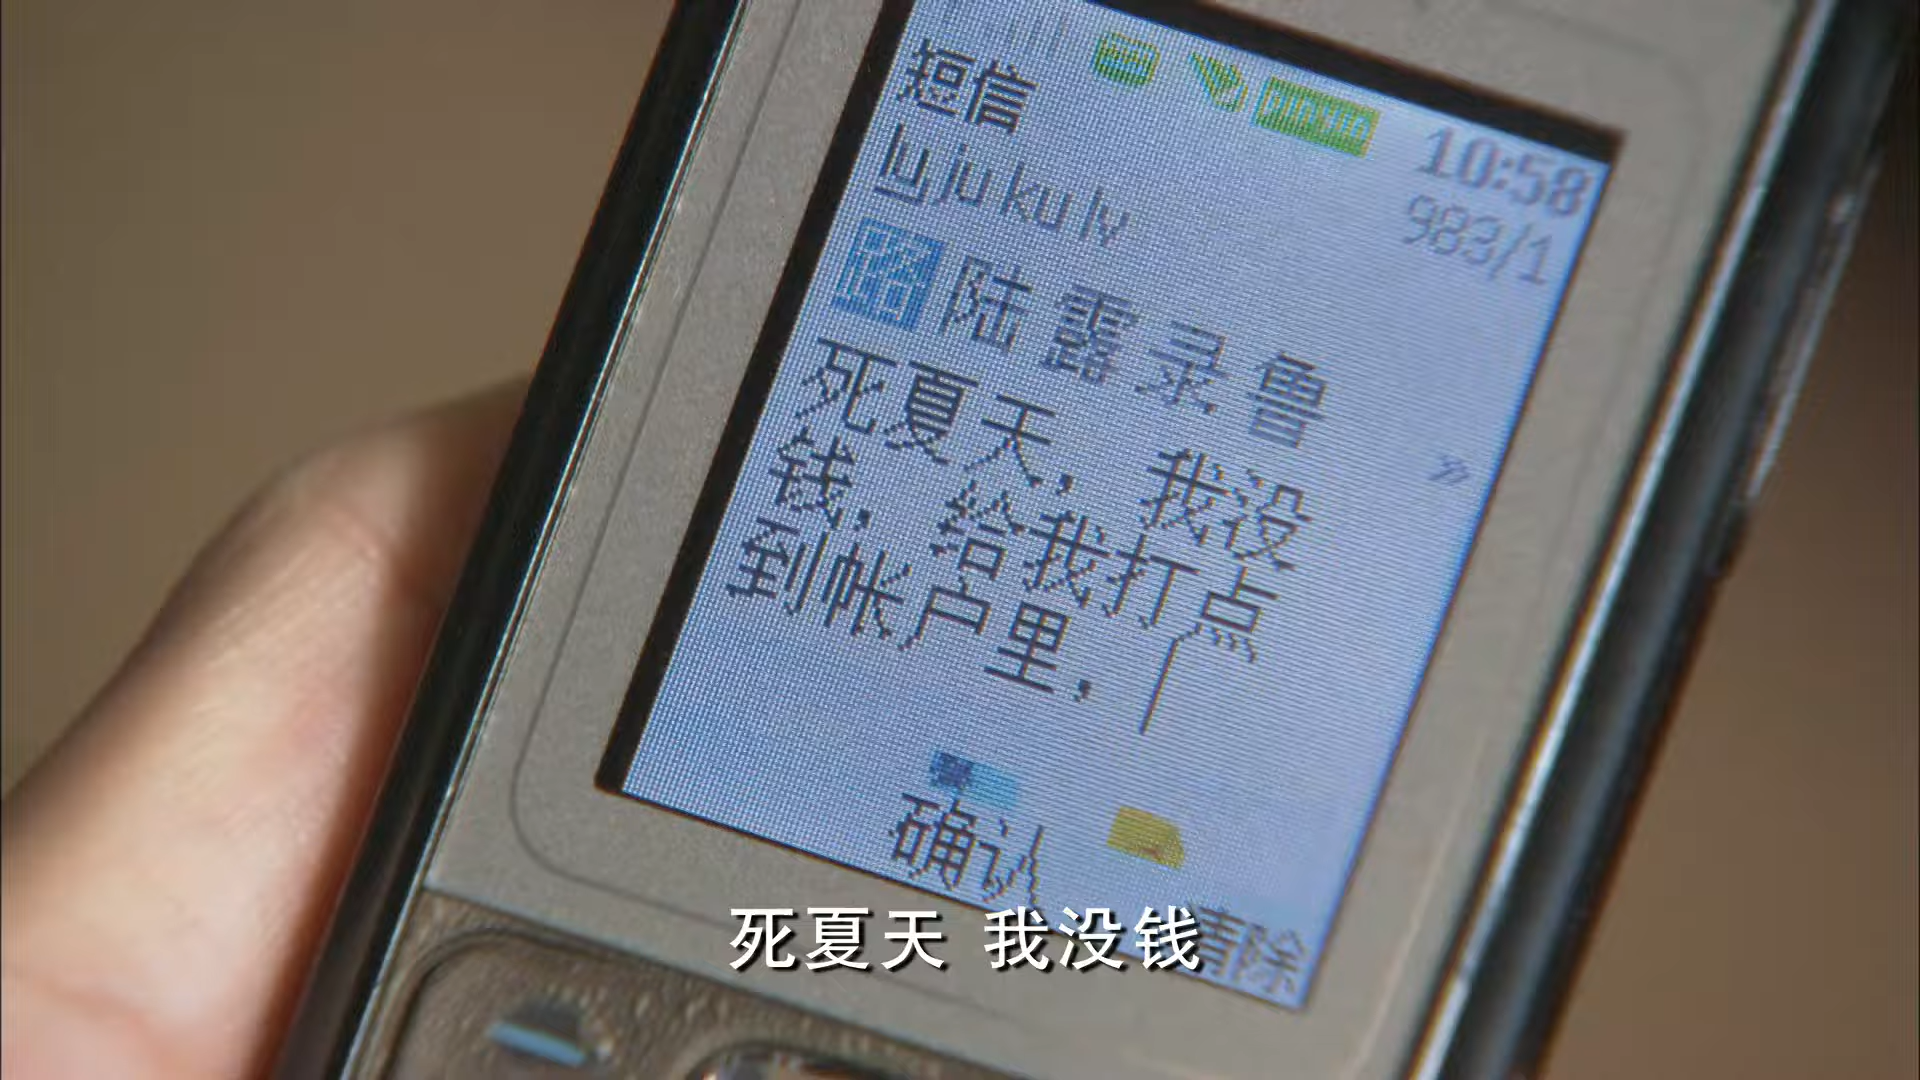 10:58
短信
983/1
lu ju ku lv
路 陆 露 录 鲁
死夏天，我没
钱，给我打点
到帐户里，
确认
清除
死夏天 我没钱